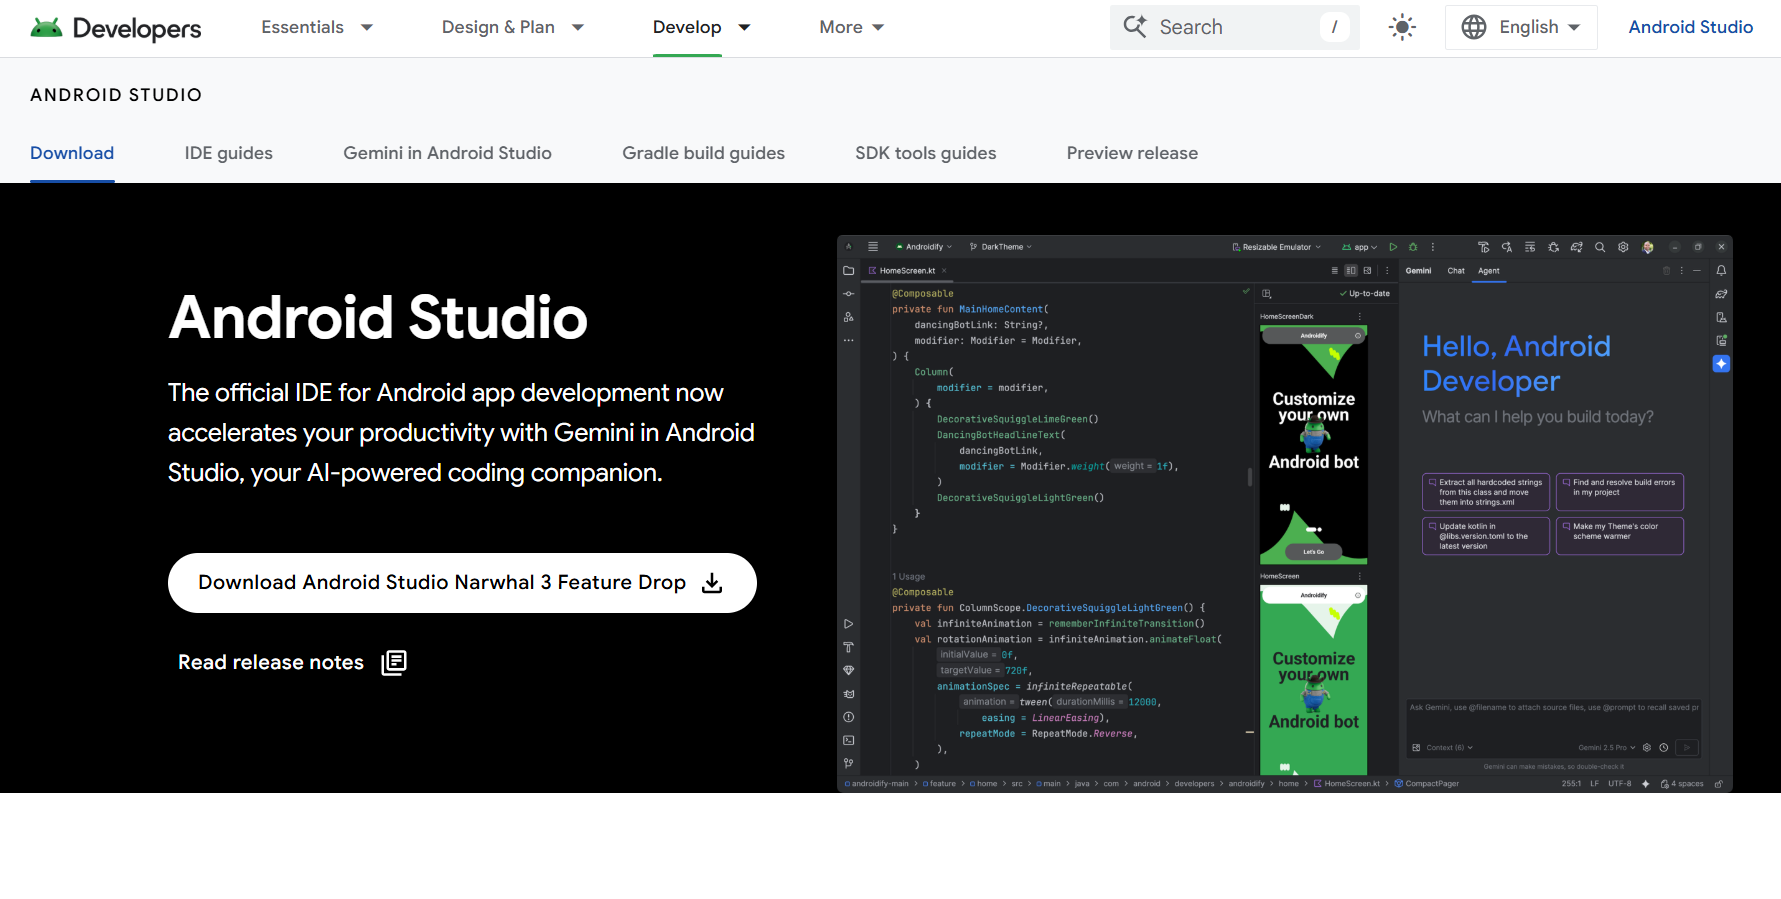 Developers
Essentials
Design & Plan
Develop
More
Search
/
English
Android Studio
ANDROID STUDIO
Download
IDE guides
Gemini in Android Studio
Gradle build guides
SDK tools guides
Preview release
Android Studio
The official IDE for Android app development now
accelerates your productivity with Gemini in Android
Studio, your AI-powered coding companion.
Download Android Studio Narwhal 3 Feature Drop
Read release notes
Androidify
DarkTheme
Resizable Emulator
app
HomeScreen.kt
@Composable
private fun MainHomeContent(
dancingBotLink: String?,
modifier: Modifier = Modifier,
) {
Column(
modifier = modifier,
) {
DecorativeSquiggleLimeGreen()
DancingBotHeadlineText(
dancingBotLink,
modifier = Modifier.weight( weight = 1f),
)
DecorativeSquiggleLightGreen()
}
}
1 Usage
@Composable
private fun ColumnScope.DecorativeSquiggleLightGreen() {
val infiniteAnimation = rememberInfiniteTransition()
val rotationAnimation = infiniteAnimation.animateFloat(
initialValue = 0f,
targetValue = 720f,
animationSpec = infiniteRepeatable(
animation = tween( durationMillis = 12000,
easing = LinearEasing),
repeatMode = RepeatMode.Reverse,
),
)
Up-to-date
HomeScreenDark
Androidify
Customize
your own
Android bot
Let's Go
HomeScreen
Androidify
Customize
your own
Android bot
Gemini
Chat
Agent
Hello, Android
Developer
What can I help you build today?
Extract all hardcoded strings
from this class and move
them into strings.xml
Find and resolve build errors
in my project
Update kotlin in
@libs.version.toml to the
latest version
Make my Theme's color
scheme warmer
Ask Gemini, use @filename to attach source files, use @prompt to recall saved pr
Context (6)
Gemini 2.5 Pro
Gemini can make mistakes, so double-check it
androidify-main > feature > home > src > main > java > com > android > developers > androidify > home > HomeScreen.kt > CompactPager
255:1 LF UTF-8 4 spaces